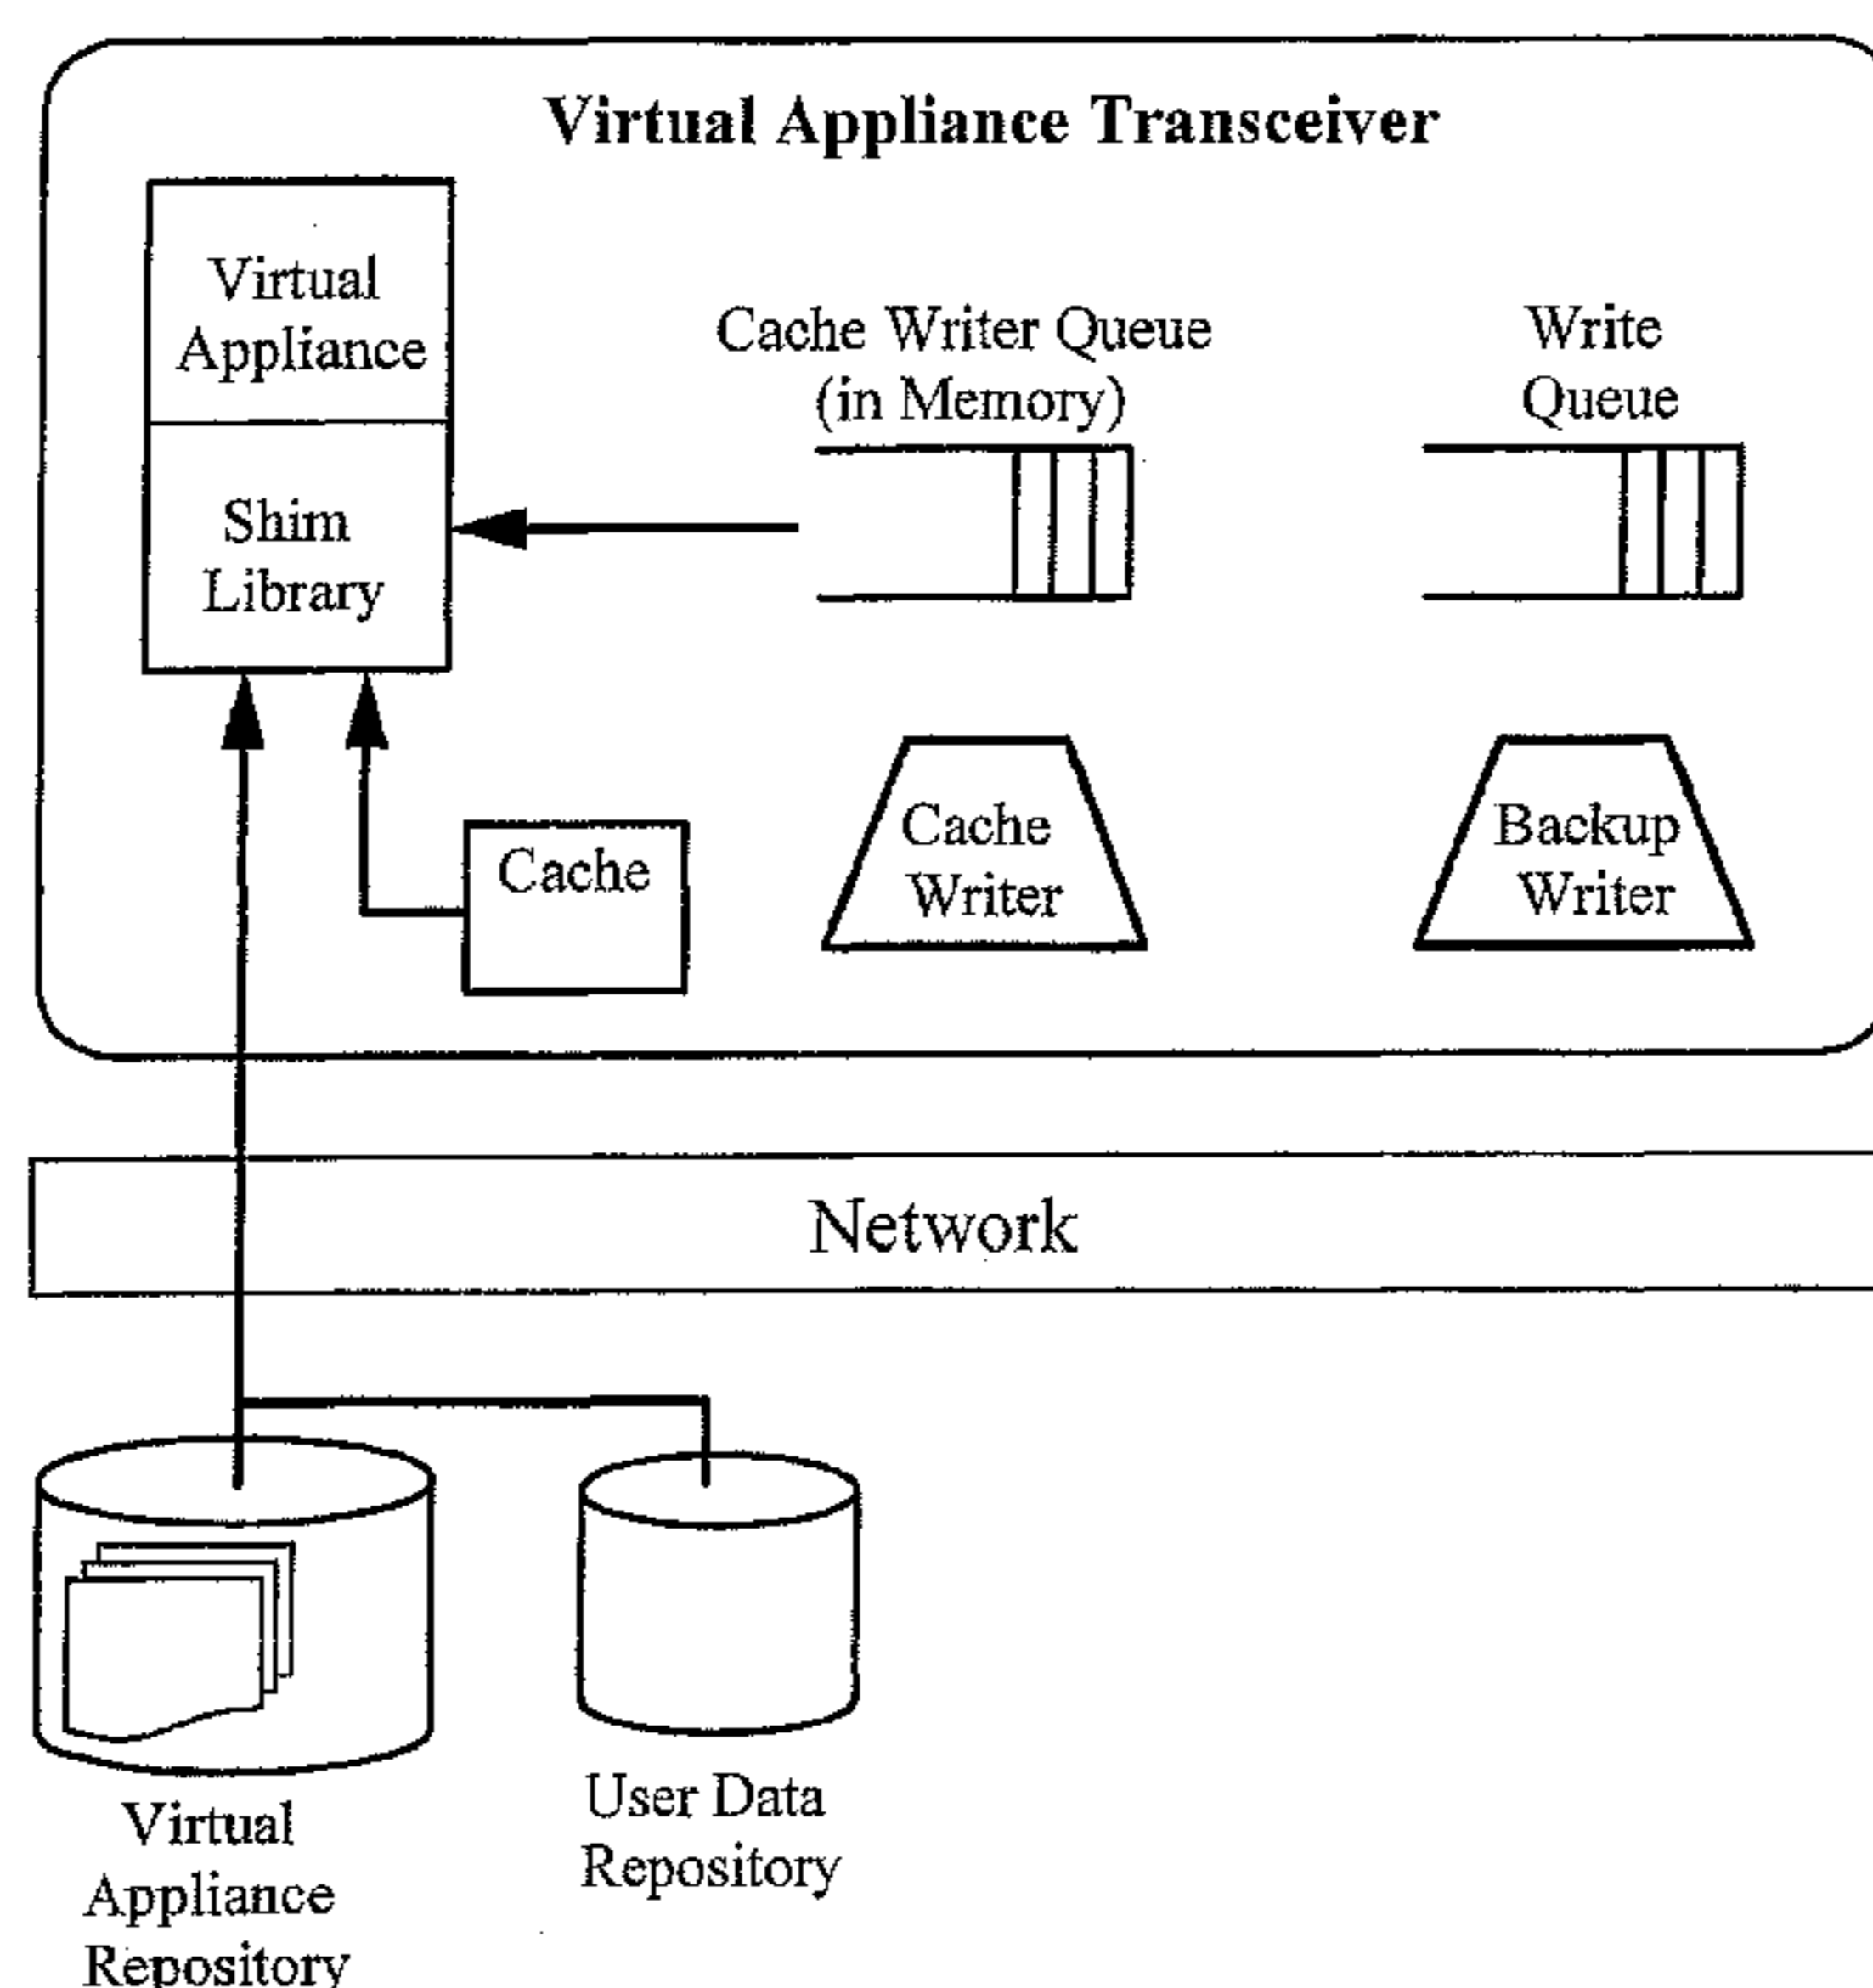 Virtual Appliance Transceiver
Virtual
Appliance
Shim
Library
Cache Writer Queue
(in Memory)
Write
Queue
Cache
Cache
Writer
Backup
Writer
Network
Virtual
Appliance
Repository
User Data
Repository